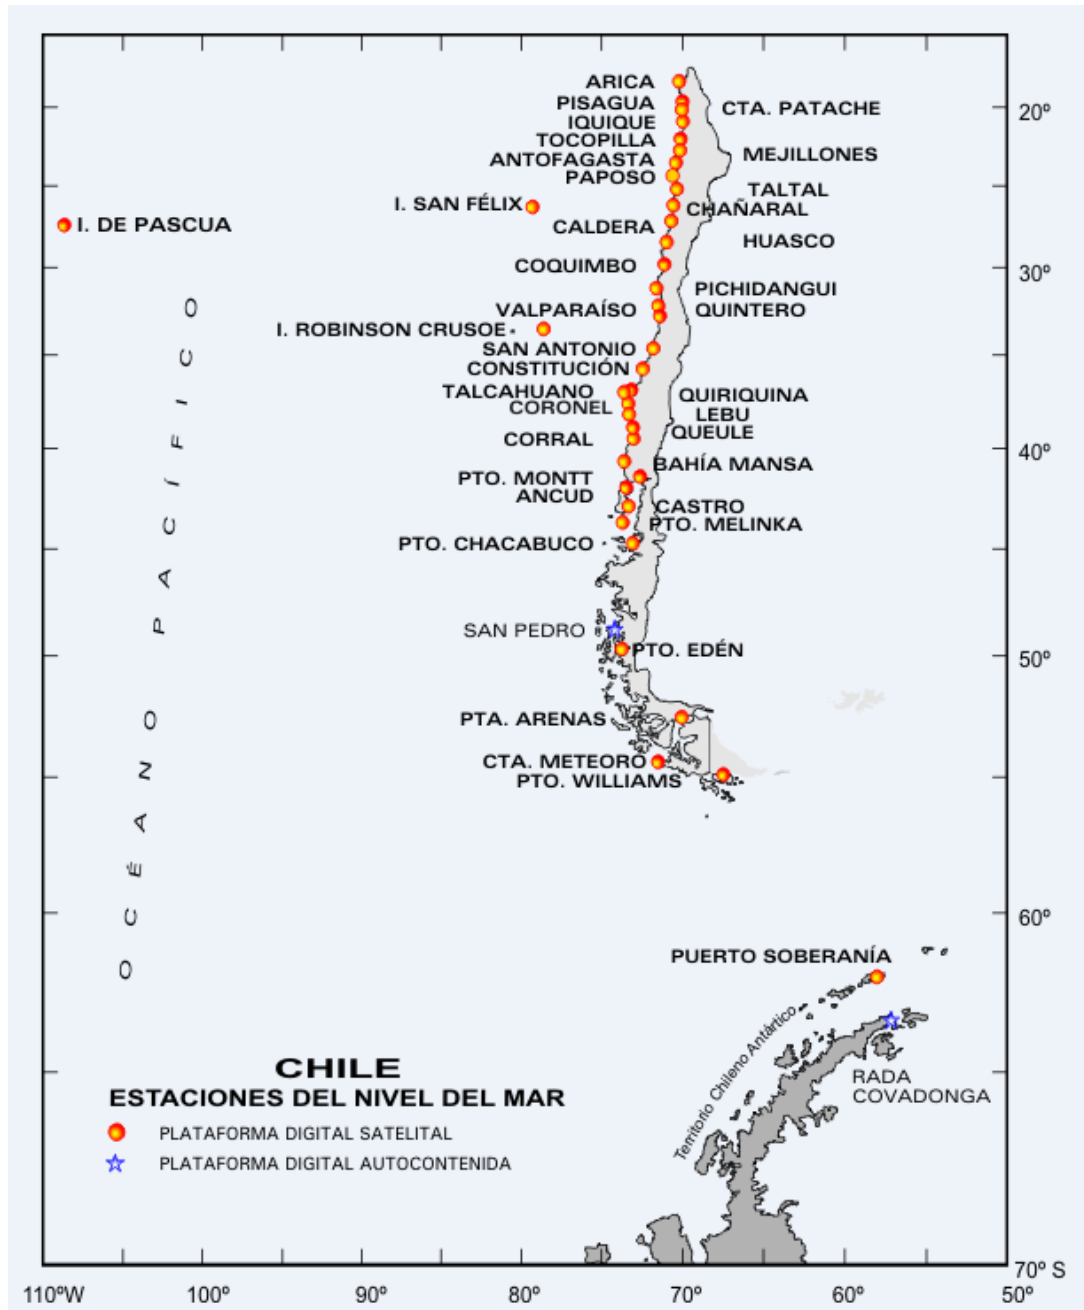 ARICA
PISAGUA
CTA. PATACHE
20º
IQUIQUE
TOCOPILLA
MEJILLONES
ANTOFAGASTA
PAPOSO
TALTAL
I. SAN FÉLIX
CHAÑARAL
I. DE PASCUA
CALDERA
HUASCO
COQUIMBO
30º
PICHIDANGUI
VALPARAÍSO
QUINTERO
I. ROBINSON CRUSOE
SAN ANTONIO
CONSTITUCIÓN
TALCAHUANO
QUIRIQUINA
CORONEL
LEBU
QUEULE
CORRAL
40º
BAHÍA MANSA
PTO. MONTT
ANCUD
CASTRO
PTO. MELINKA
PTO. CHACABUCO
OCÉANO PACÍFICO
SAN PEDRO
PTO. EDÉN
50º
PTA. ARENAS
CTA. METEORO
PTO. WILLIAMS
60º
PUERTO SOBERANÍA
Territorio Chileno Antártico
RADA
COVADONGA
CHILE
ESTACIONES DEL NIVEL DEL MAR
PLATAFORMA DIGITAL SATELITAL
PLATAFORMA DIGITAL AUTOCONTENIDA
70º S
110ºW 100º 80º 70º 60º 50º